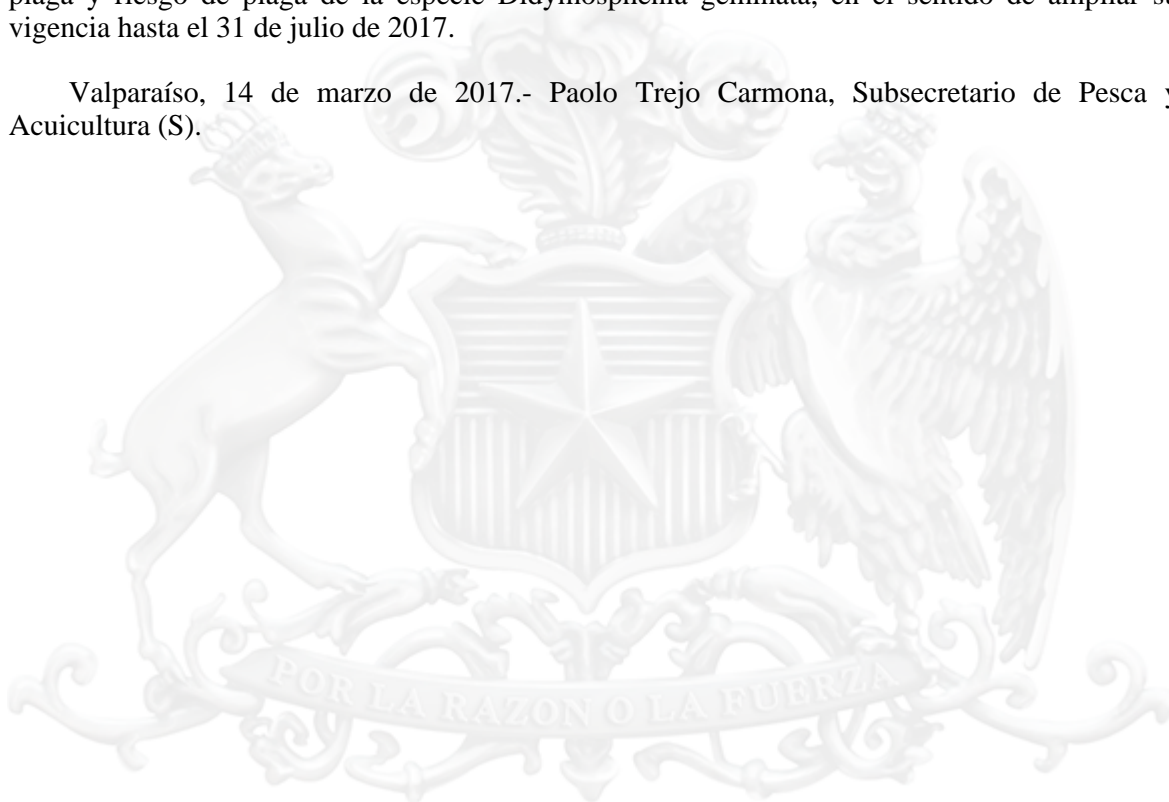 plaga y riesgo de plaga de la especie Didymosphenia geminata, en el sentido de ampliar su
vigencia hasta el 31 de julio de 2017.
Valparaíso, 14 de marzo de 2017.- Paolo Trejo Carmona, Subsecretario de Pesca y
Acuicultura (S).
POR LA RAZON O LA FUERZA